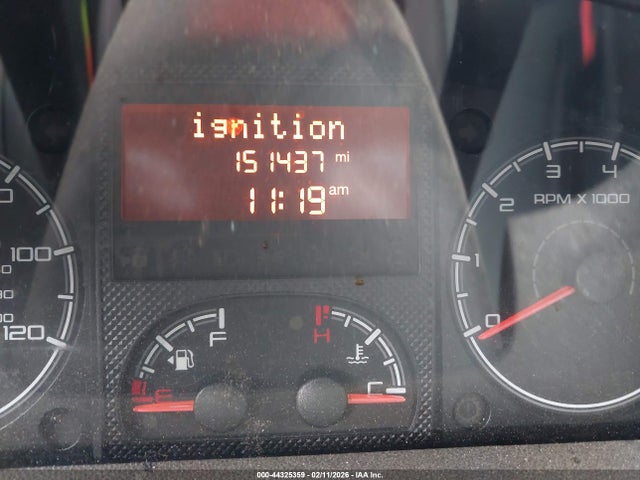 ignition
151437 mi
11:19 am
3 4
2 RPM X 1000
1
0
100
120
F H
E C
000-44325359 - 02/11/2026 - IAA Inc.